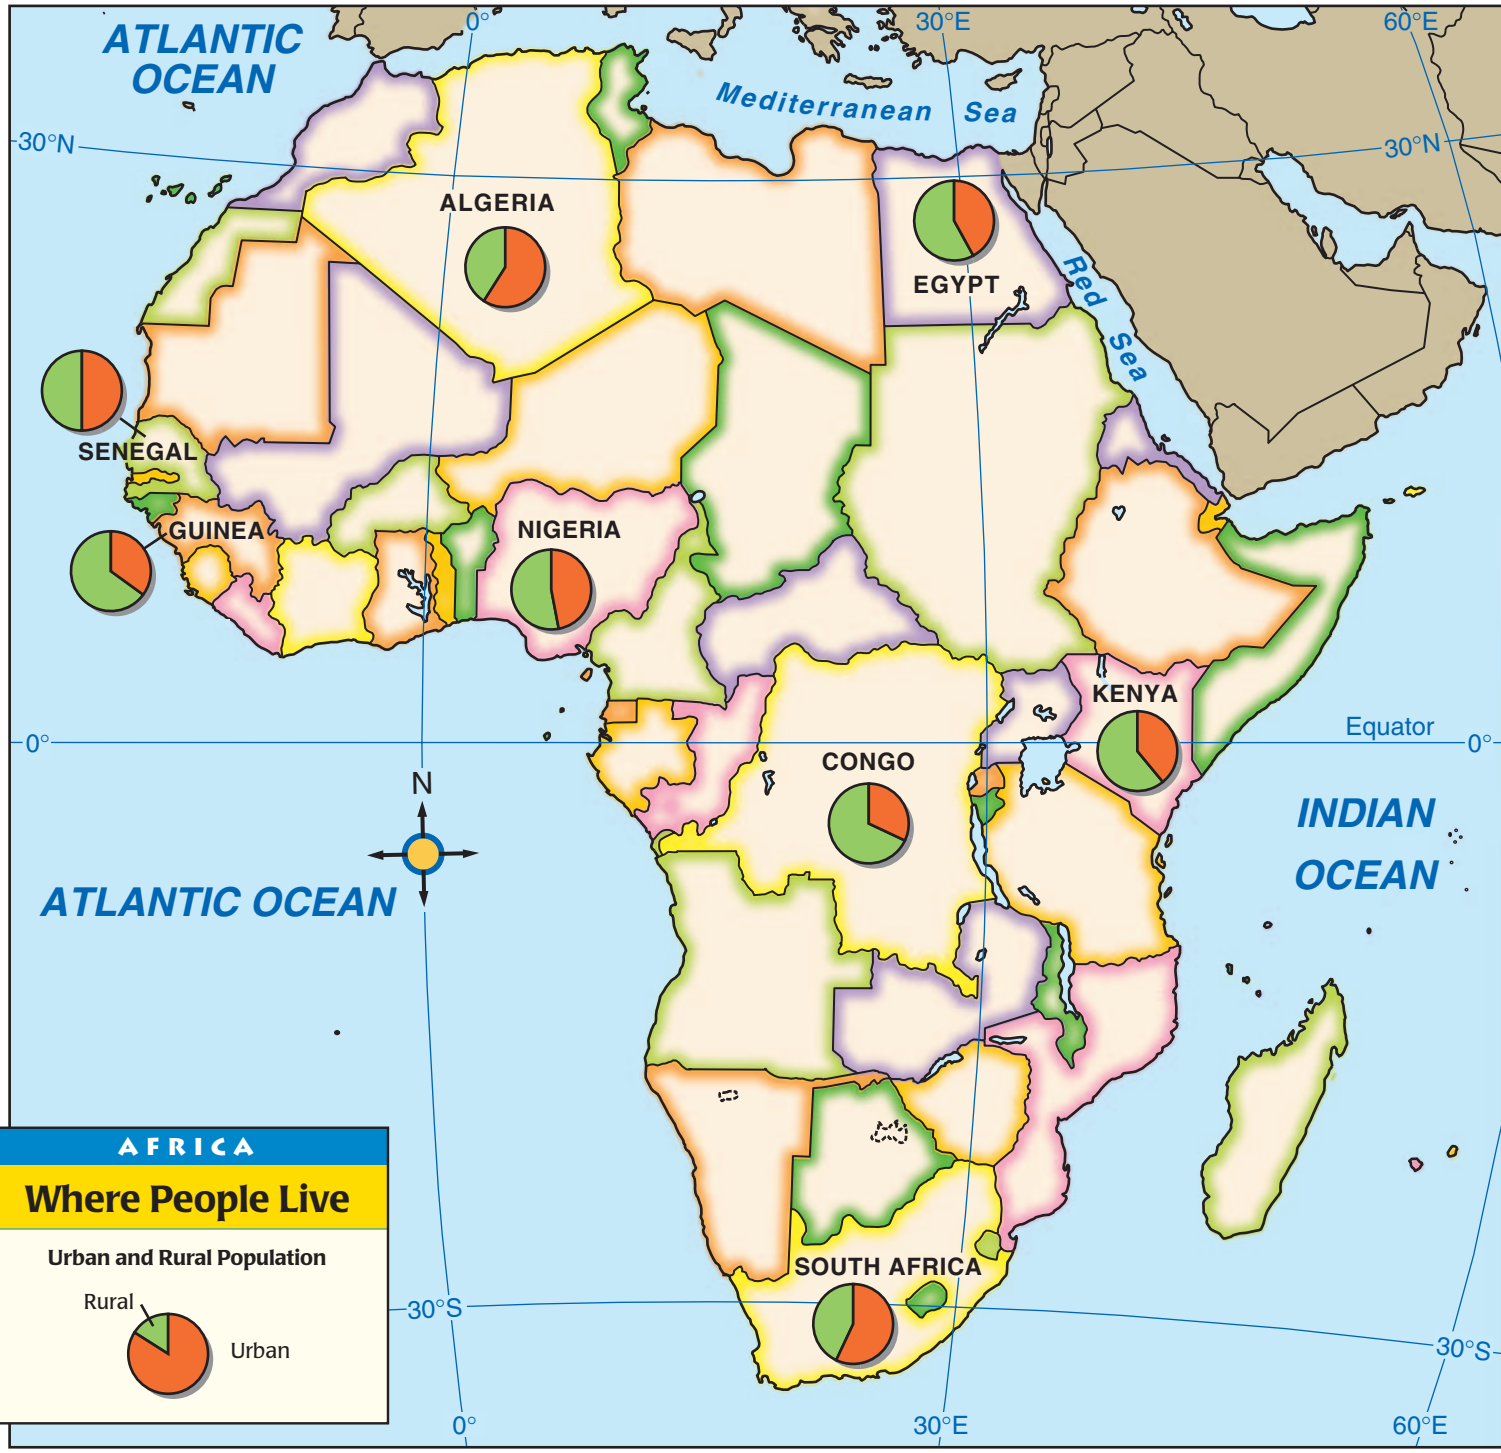 ATLANTIC
OCEAN
0°
30°E
60°E
Mediterranean Sea
30°N
30°N
ALGERIA
EGYPT
Red Sea
SENEGAL
GUINEA
NIGERIA
KENYA
Equator
0°
0°
CONGO
N
INDIAN
OCEAN
ATLANTIC OCEAN
AFRICA
Where People Live
Urban and Rural Population
Rural
Urban
SOUTH AFRICA
30°S
30°S
0°
30°E
60°E